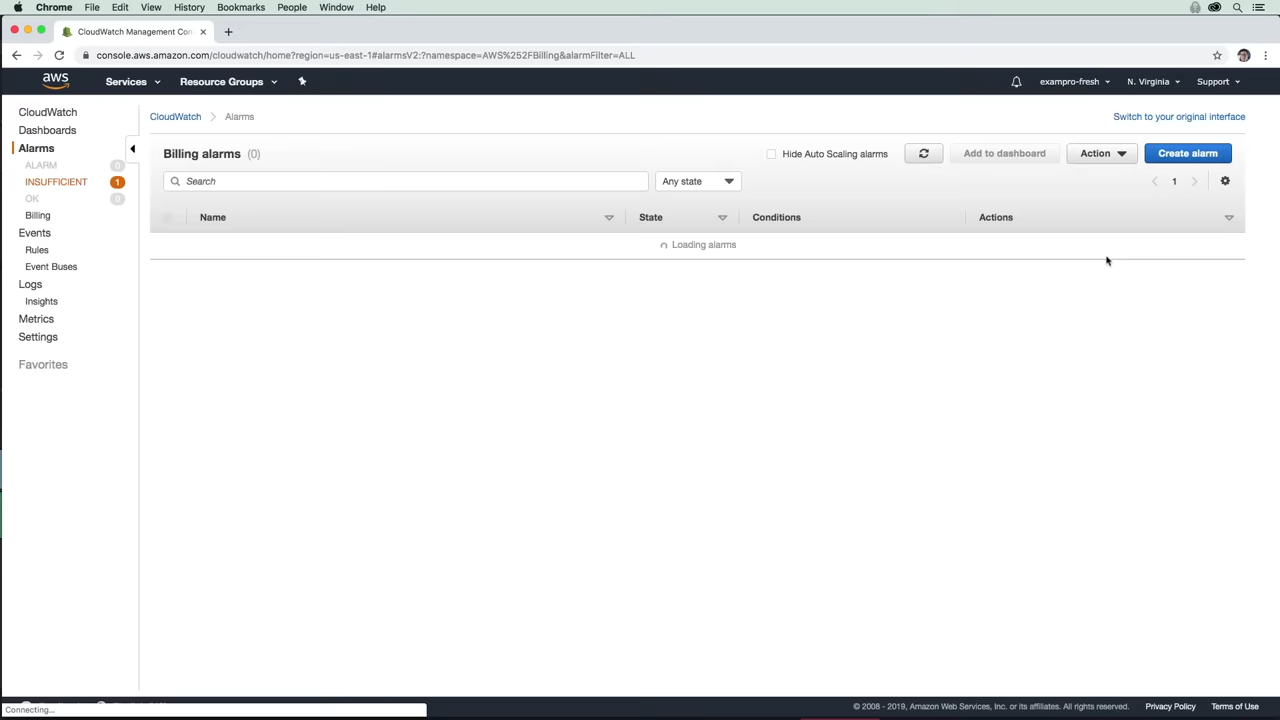 Chrome File Edit View History Bookmarks People Window Help
CloudWatch Management Con
console.aws.amazon.com/cloudwatch/home?region=us-east-1#alarmsV2:?namespace=AWS%252FBilling&alarmFilter=ALL
aws Services Resource Groups exampro-fresh N. Virginia Support
CloudWatch
Dashboards
Alarms
ALARM 0
INSUFFICIENT 1
OK 0
Billing
Events
Rules
Event Buses
Logs
Insights
Metrics
Settings
Favorites
CloudWatch Alarms Switch to your original interface
Billing alarms (0) Hide Auto Scaling alarms Add to dashboard Action Create alarm
Search Any state 1
Name State Conditions Actions
Loading alarms
Connecting...
© 2008 - 2019, Amazon Web Services, Inc. or its affiliates. All rights reserved. Privacy Policy Terms of Use